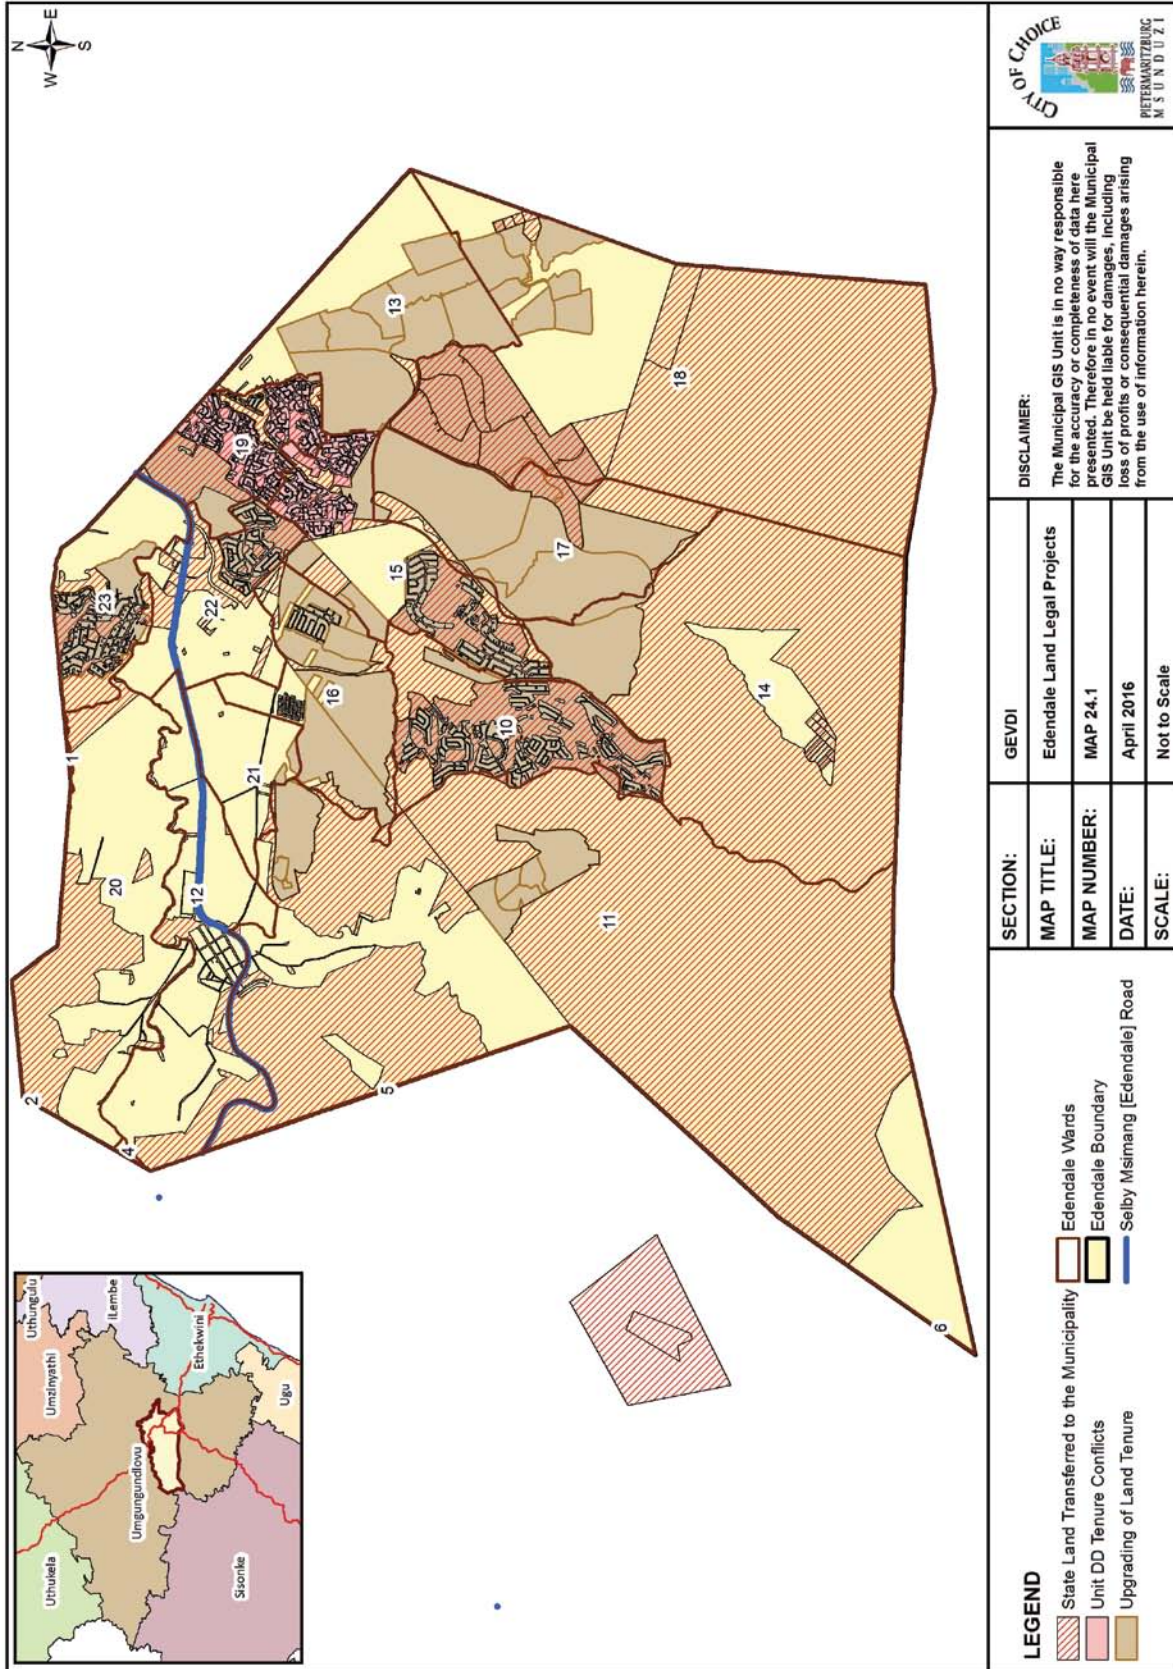 N
W
E
S
Uthukela
Uthungulu
Umzinyathi
iLembe
Umgungundlovu
Ethekwini
Sisonke
Ugu
1
2
4
5
6
10
11
12
13
14
15
16
17
18
19
20
21
22
23
LEGEND
State Land Transferred to the Municipality
Unit DD Tenure Conflicts
Upgrading of Land Tenure
Edendale Wards
Edendale Boundary
Selby Msimang [Edendale] Road
SECTION: GEVDI
MAP TITLE: Edendale Land Legal Projects
MAP NUMBER: MAP 24.1
DATE: April 2016
SCALE: Not to Scale
DISCLAIMER:
The Municipal GIS Unit is in no way responsible
for the accuracy or completeness of data here
presented. Therefore in no event will the Municipal
GIS Unit be held liable for damages, including
loss of profits or consequential damages arising
from the use of information herein.
CITY OF CHOICE
PIETERMARITZBURG
MSUNDUZI